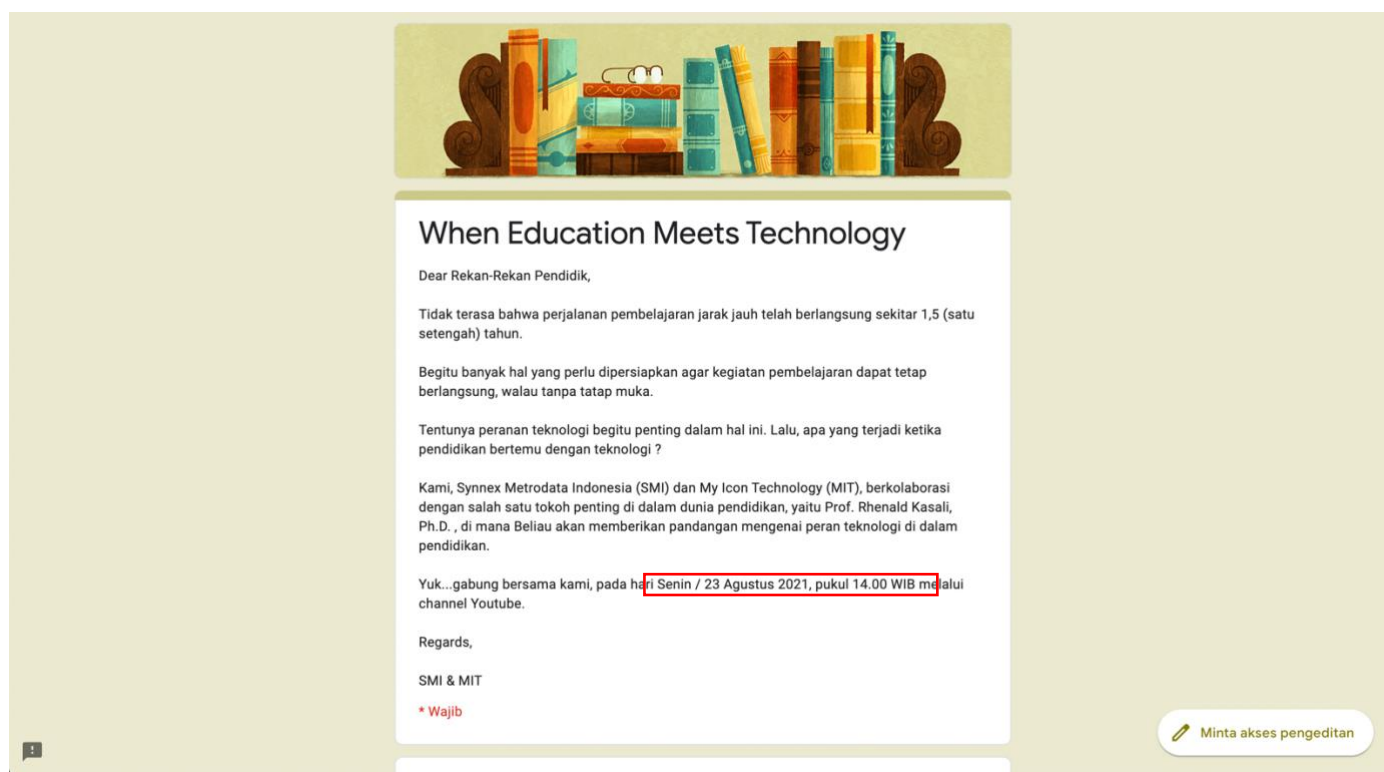 When Education Meets Technology
Dear Rekan-Rekan Pendidik,
Tidak terasa bahwa perjalanan pembelajaran jarak jauh telah berlangsung sekitar 1,5 (satu
setengah) tahun.
Begitu banyak hal yang perlu dipersiapkan agar kegiatan pembelajaran dapat tetap
berlangsung, walau tanpa tatap muka.
Tentunya peranan teknologi begitu penting dalam hal ini. Lalu, apa yang terjadi ketika
pendidikan bertemu dengan teknologi ?
Kami, Synnex Metrodata Indonesia (SMI) dan My Icon Technology (MIT), berkolaborasi
dengan salah satu tokoh penting di dalam dunia pendidikan, yaitu Prof. Rhenald Kasali,
Ph.D. , di mana Beliau akan memberikan pandangan mengenai peran teknologi di dalam
pendidikan.
Yuk...gabung bersama kami, pada hari Senin / 23 Agustus 2021, pukul 14.00 WIB melalui
channel Youtube.
Regards,
SMI & MIT
* Wajib
Minta akses pengeditan